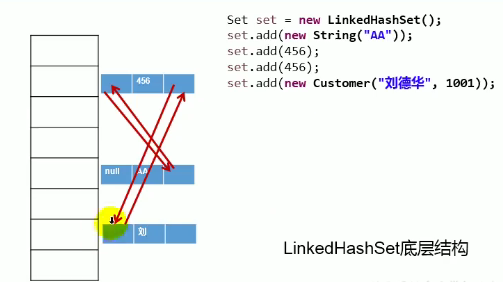 Set set = new LinkedHashSet();
set.add(new String("AA"));
set.add(456);
set.add(456);
set.add(new Customer("刘德华", 1001));
456
null AA
刘
LinkedHashSet底层结构